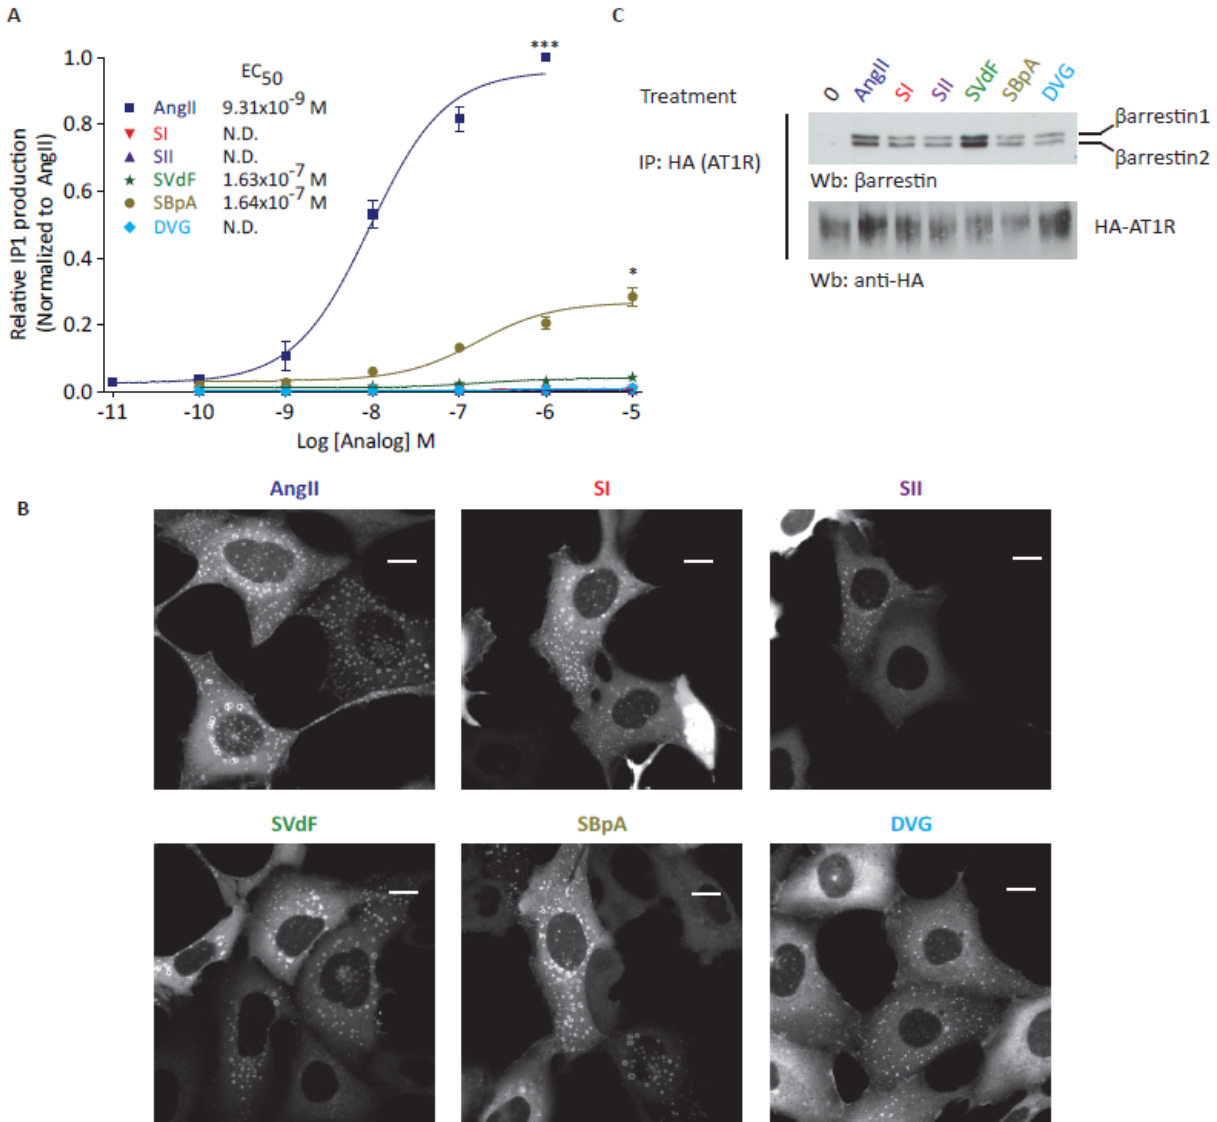 A
Relative IP1 production
(Normalized to AngII)
1.0
0.8
0.6
0.4
0.2
0.0
EC50
AngII 9.31x10-9 M
SI N.D.
SII N.D.
SVdF 1.63x10-7 M
SBpA 1.64x10-7 M
DVG N.D.
***
*
-11 -10 -9 -8 -7 -6 -5
Log [Analog] M
C
Treatment
0 AngII SI SII SVdF SBpA DVG
IP: HA (AT1R)
βarrestin1
βarrestin2
Wb: βarrestin
HA-AT1R
Wb: anti-HA
B
AngII SI SII
SVdF SBpA DVG